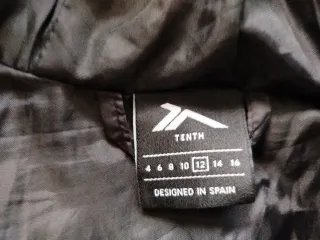 TENTH
4 6 8 10 12 14 16
DESIGNED IN SPAIN